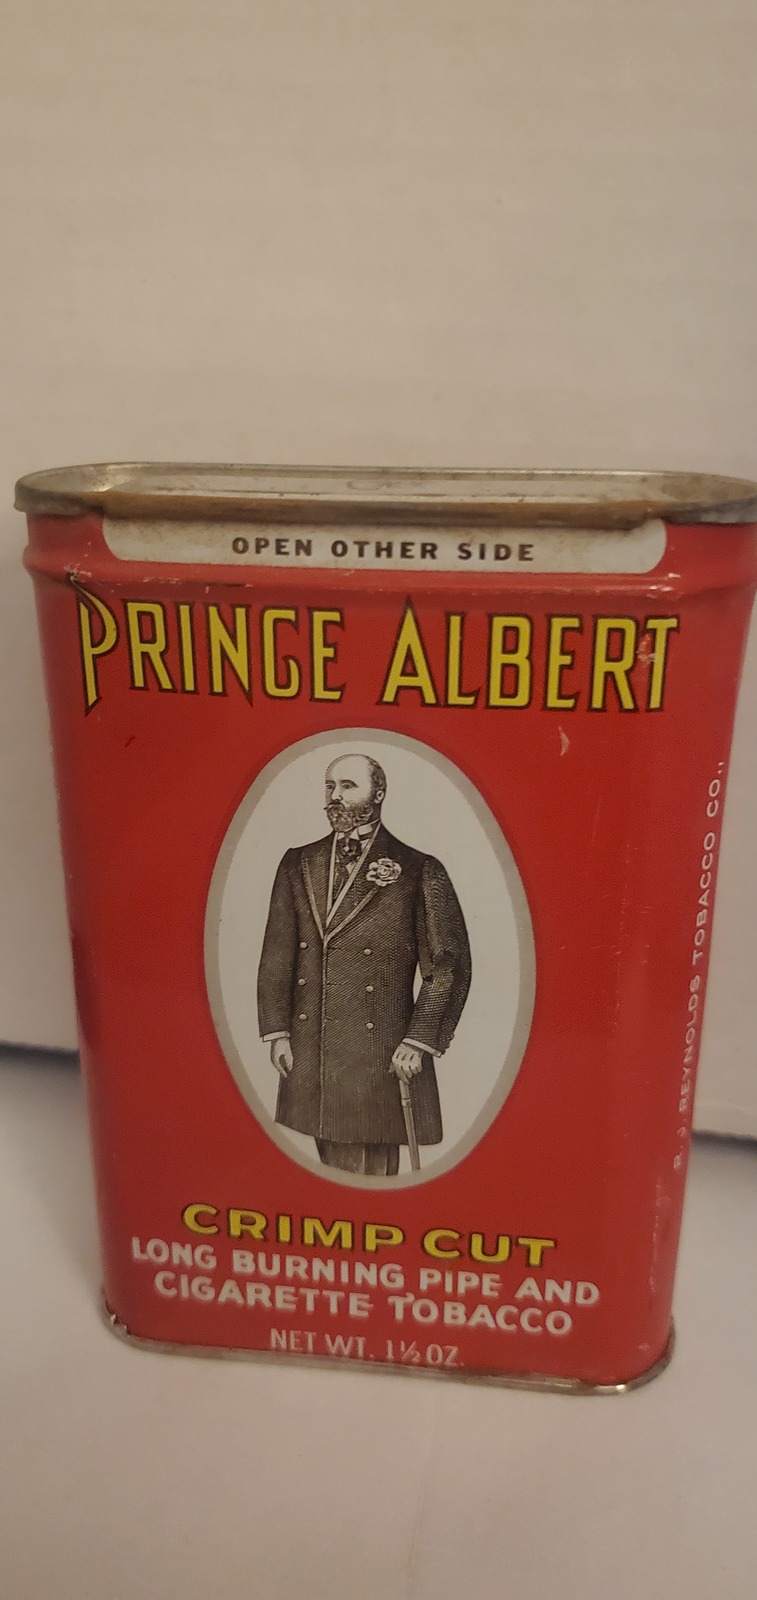 OPEN OTHER SIDE
PRINCE ALBERT
CRIMP CUT
LONG BURNING PIPE AND
CIGARETTE TOBACCO
NET WT. 1½ OZ.
R. J. REYNOLDS TOBACCO CO.,